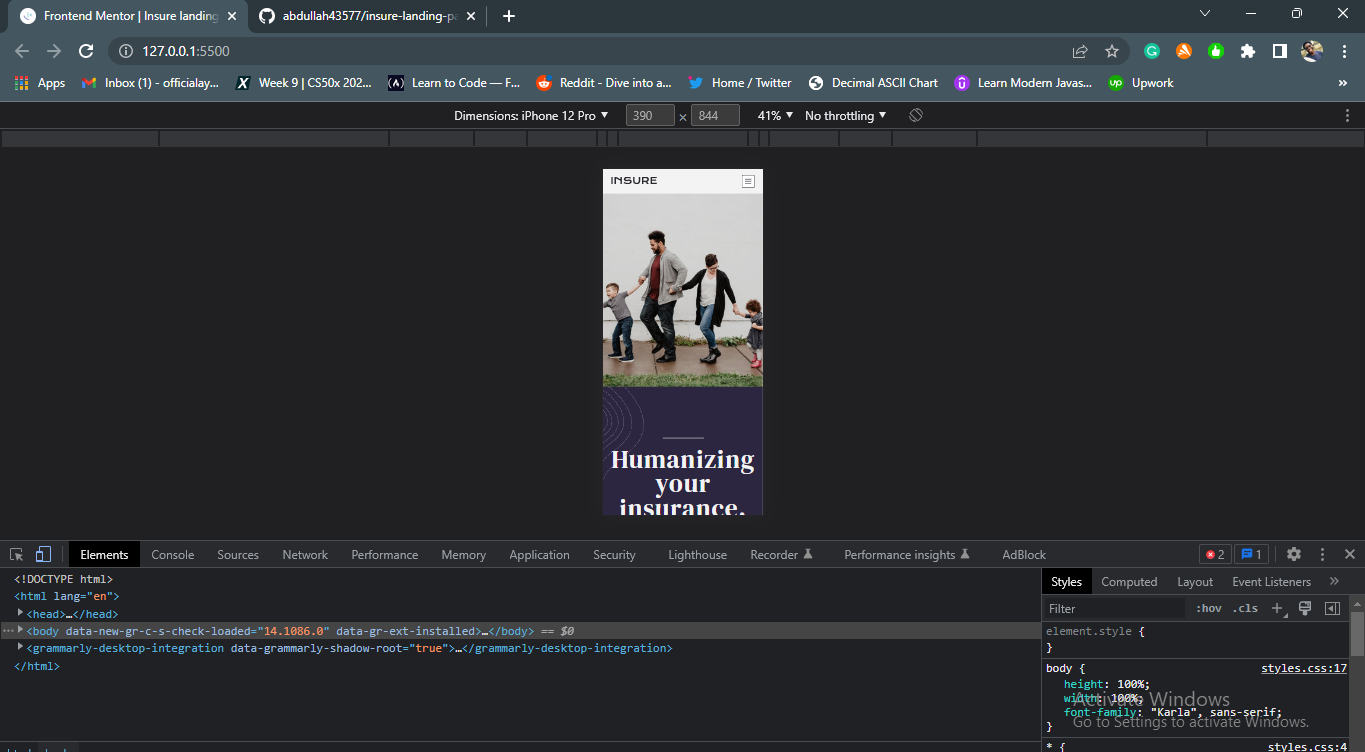 Frontend Mentor | Insure landing
abdullah43577/insure-landing-pa
127.0.0.1:5500
Apps
Inbox (1) - officialay...
Week 9 | CS50x 202...
Learn to Code — F...
Reddit - Dive into a...
Home / Twitter
Decimal ASCII Chart
Learn Modern Javas...
up
Upwork
»
Dimensions: iPhone 12 Pro
390 × 844
41%
No throttling
INSURE
Humanizing
your
insurance.
Elements
Console
Sources
Network
Performance
Memory
Application
Security
Lighthouse
Recorder
Performance insights
AdBlock
2
1
<!DOCTYPE html>
<html lang="en">
<head>…</head>
<body data-new-gr-c-s-check-loaded="14.1086.0" data-gr-ext-installed>…</body> == $0
<grammarly-desktop-integration data-grammarly-shadow-root="true">…</grammarly-desktop-integration>
</html>
Styles
Computed
Layout
Event Listeners
»
Filter
:hov .cls +
element.style {
}
body { styles.css:17
height: 100%;
width: 100%;
font-family: "Karla", sans-serif;
}
* { styles.css:4
Activate Windows
Go to Settings to activate Windows.